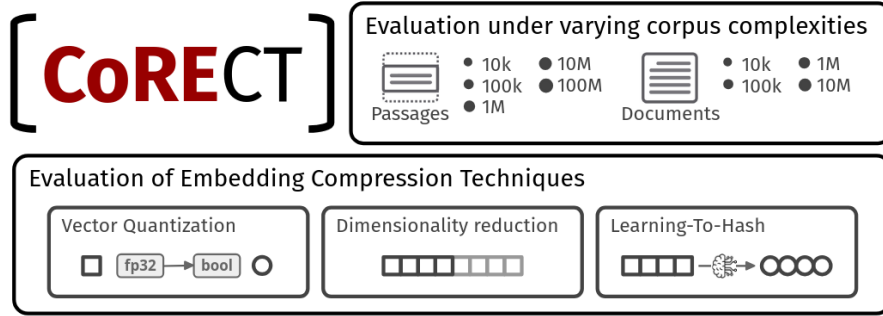 [CoRECT]
Evaluation under varying corpus complexities
Passages
10k
100k
1M
10M
100M
Documents
10k
100k
1M
10M
Evaluation of Embedding Compression Techniques
Vector Quantization
fp32
bool
Dimensionality reduction
Learning-To-Hash